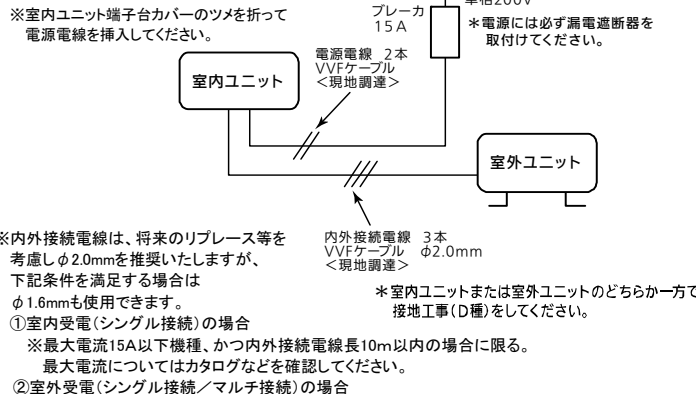 ※室内ユニット端子台カバーのツメを折って
電源電線を挿入してください。
ブレーカ
15A
単相200V
＊電源には必ず漏電遮断器を
取付けてください。
電源電線 2本
VVFケーブル
＜現地調達＞
室内ユニット
室外ユニット
内外接続電線 3本
VVFケーブル φ2.0mm
＜現地調達＞
※内外接続電線は、将来のリプレース等を
考慮しφ2.0mmを推奨いたしますが、
下記条件を満足する場合は
φ1.6mmも使用できます。
＊室内ユニットまたは室外ユニットのどちらか一方で
接地工事(D種)をしてください。
①室内受電(シングル接続)の場合
※最大電流15A以下機種、かつ内外接続電線長10m以内の場合に限る。
最大電流についてはカタログなどを確認してください。
②室外受電(シングル接続／マルチ接続)の場合